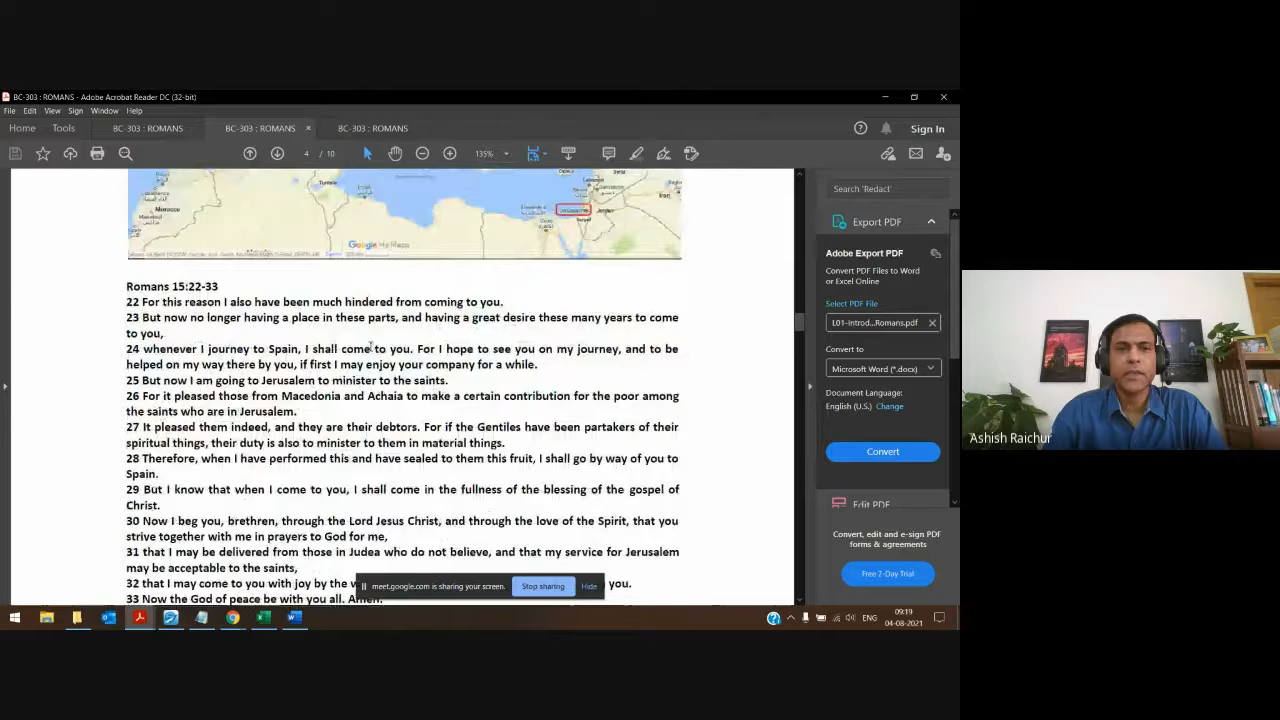 BC-303 : ROMANS - Adobe Acrobat Reader DC (32-bit)
File Edit View Sign Window Help
Home Tools BC-303 : ROMANS BC-303 : ROMANS × BC-303 : ROMANS Sign In
4 / 10 135%
Morocco
Tunisia
Jordan
Israel
Google My Maps
Romans 15:22-33
22 For this reason I also have been much hindered from coming to you.
23 But now no longer having a place in these parts, and having a great desire these many years to come
to you,
24 whenever I journey to Spain, I shall come to you. For I hope to see you on my journey, and to be
helped on my way there by you, if first I may enjoy your company for a while.
25 But now I am going to Jerusalem to minister to the saints.
26 For it pleased those from Macedonia and Achaia to make a certain contribution for the poor among
the saints who are in Jerusalem.
27 It pleased them indeed, and they are their debtors. For if the Gentiles have been partakers of their
spiritual things, their duty is also to minister to them in material things.
28 Therefore, when I have performed this and have sealed to them this fruit, I shall go by way of you to
Spain.
29 But I know that when I come to you, I shall come in the fullness of the blessing of the gospel of
Christ.
30 Now I beg you, brethren, through the Lord Jesus Christ, and through the love of the Spirit, that you
strive together with me in prayers to God for me,
31 that I may be delivered from those in Judea who do not believe, and that my service for Jerusalem
may be acceptable to the saints,
32 that I may come to you with joy by the w you.
33 Now the God of peace be with you all. Amen.
meet.google.com is sharing your screen. Stop sharing Hide
Search 'Redact'
Export PDF
Adobe Export PDF
Convert PDF Files to Word
or Excel Online
Select PDF File
L01-Introd...Romans.pdf
Convert to
Microsoft Word (*.docx)
Document Language:
English (U.S.) Change
Convert
Edit PDF
Convert, edit and e-sign PDF
forms & agreements
Free 7-Day Trial
ENG
09:19
04-08-2021
Ashish Raichur